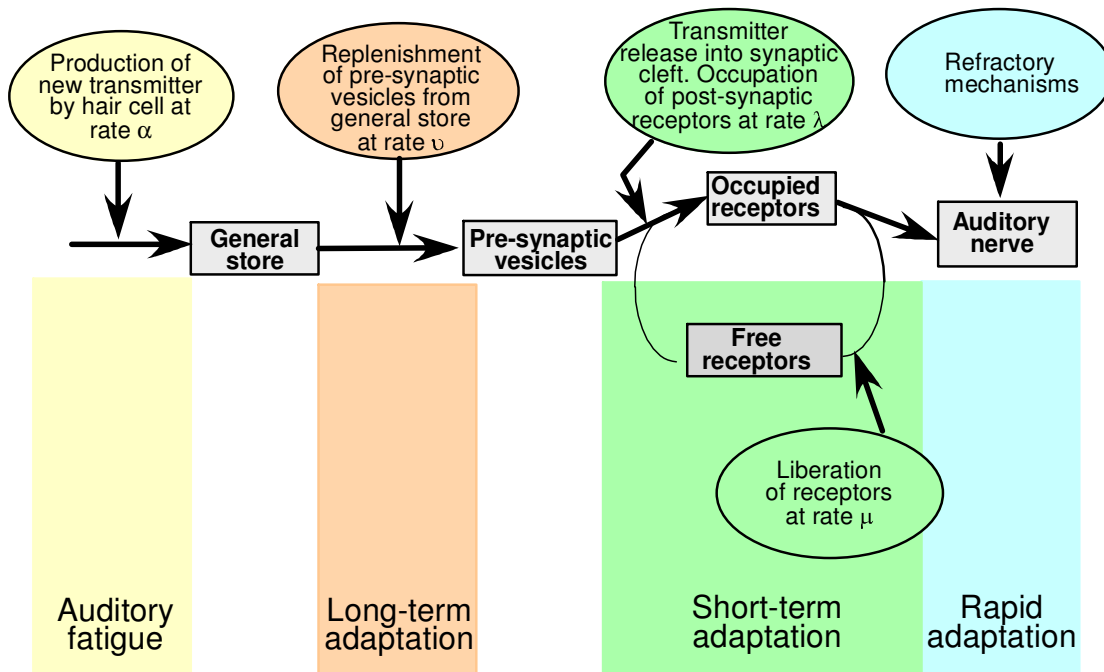 Production of
new transmitter
by hair cell at
rate α
Replenishment
of pre-synaptic
vesicles from
general store
at rate υ
Transmitter
release into synaptic
cleft. Occupation
of post-synaptic
receptors at rate λ
Refractory
mechanisms
General
store
Pre-synaptic
vesicles
Occupied
receptors
Auditory
nerve
Free
receptors
Liberation
of receptors
at rate μ
Auditory
fatigue
Long-term
adaptation
Short-term
adaptation
Rapid
adaptation